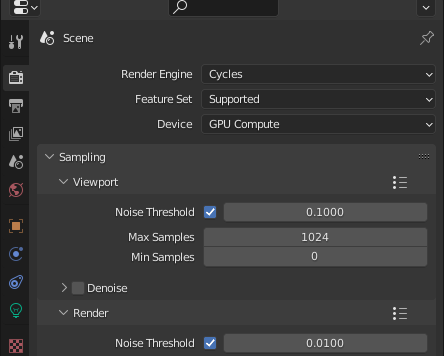 Scene
Render Engine Cycles
Feature Set Supported
Device GPU Compute
Sampling
Viewport
Noise Threshold 0.1000
Max Samples 1024
Min Samples 0
Denoise
Render
Noise Threshold 0.0100